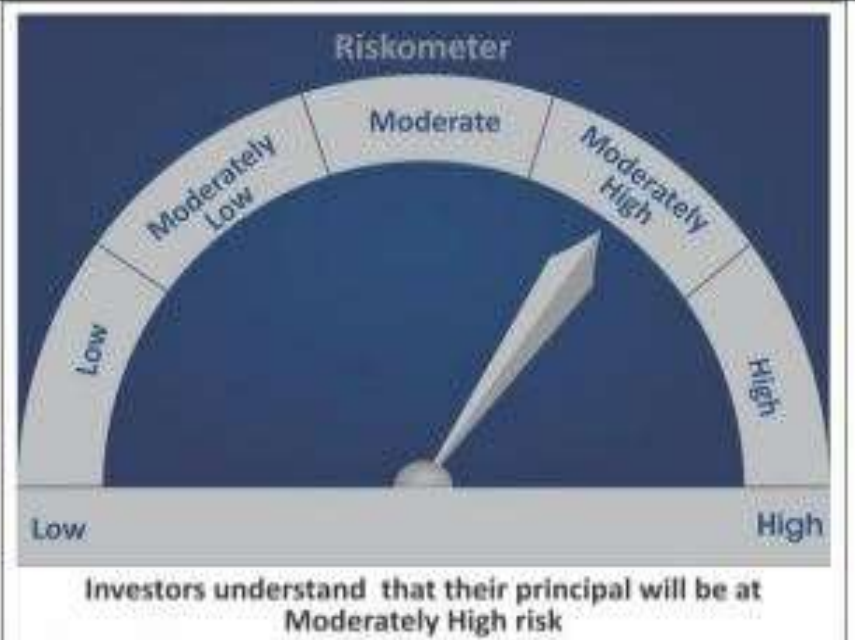 Riskometer
Moderate
Moderately
Low
Moderately
High
Low
High
Low
High
Investors understand that their principal will be at
Moderately High risk